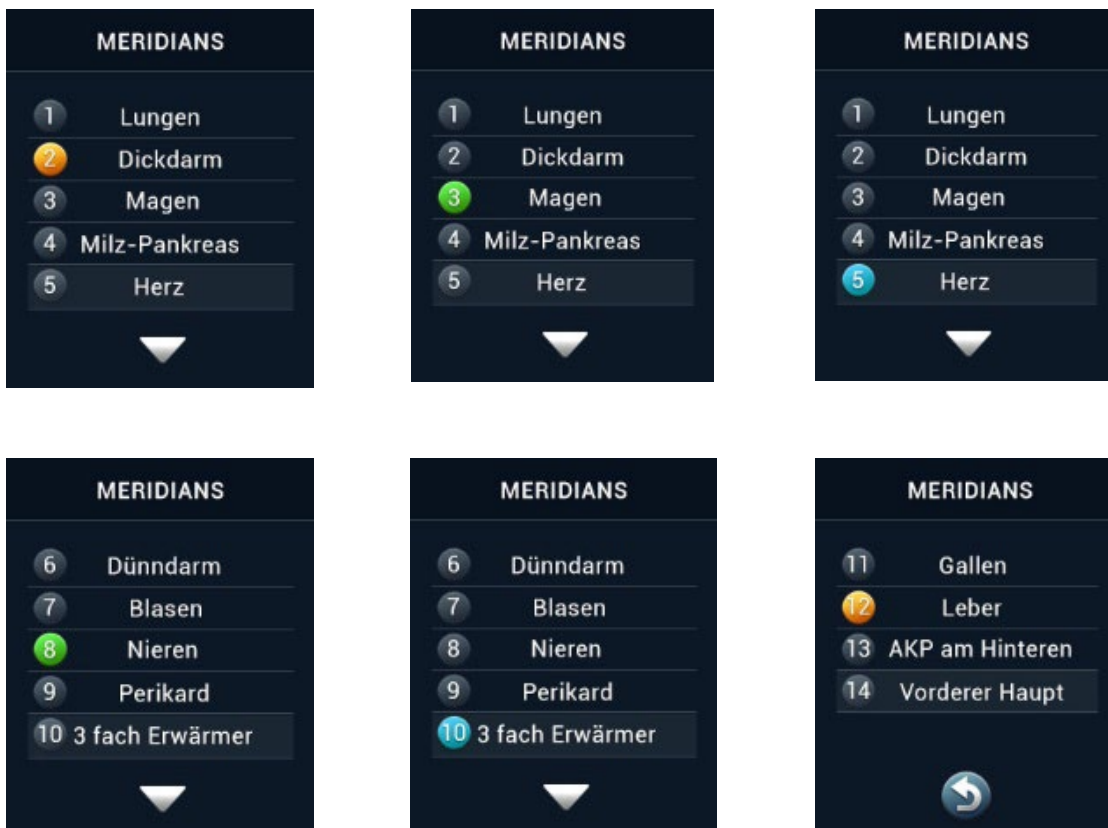 MERIDIANS
1 Lungen
2 Dickdarm
3 Magen
4 Milz-Pankreas
5 Herz
MERIDIANS
1 Lungen
2 Dickdarm
3 Magen
4 Milz-Pankreas
5 Herz
MERIDIANS
1 Lungen
2 Dickdarm
3 Magen
4 Milz-Pankreas
5 Herz
MERIDIANS
6 Dünndarm
7 Blasen
8 Nieren
9 Perikard
10 3 fach Erwärmer
MERIDIANS
6 Dünndarm
7 Blasen
8 Nieren
9 Perikard
10 3 fach Erwärmer
MERIDIANS
11 Gallen
12 Leber
13 AKP am Hinteren
14 Vorderer Haupt